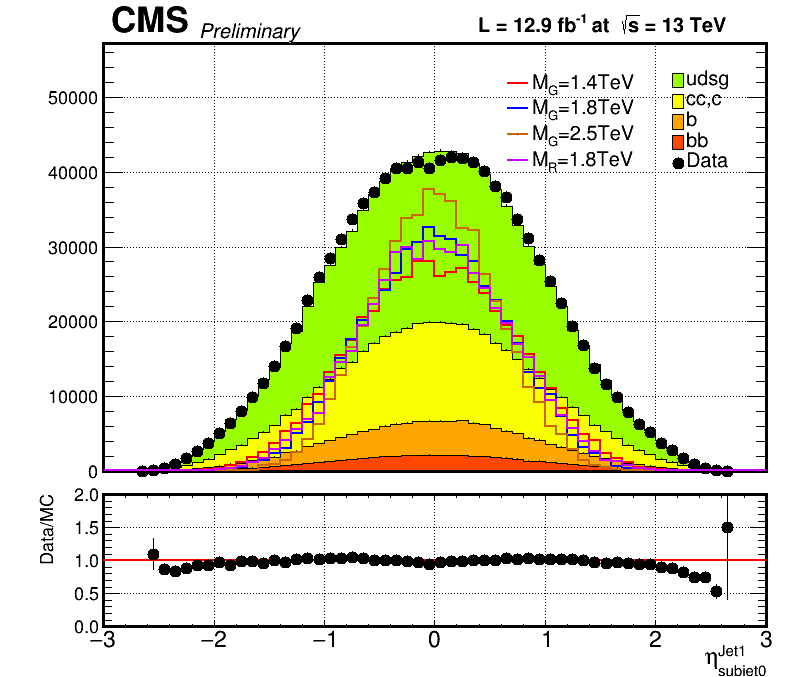 CMS Preliminary L = 12.9 fb⁻¹ at √s = 13 TeV
M_G=1.4TeV
M_G=1.8TeV
M_G=2.5TeV
M_R=1.8TeV
udsg
cc,c
b
bb
Data
50000
40000
30000
20000
10000
0
Data/MC
2.0
1.5
1.0
0.5
0.0
−3 −2 −1 0 1 2 3
η^Jet1_subjet0